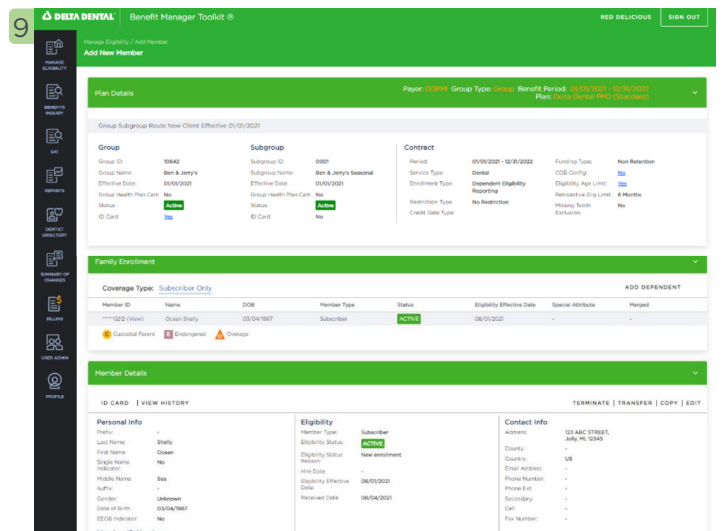 9
DELTA DENTAL Benefit Manager Toolkit ®
RED DELICIOUS
SIGN OUT
MANAGE ELIGIBILITY
BENEFITS INQUIRY
SAT
REPORTS
DENTIST DIRECTORY
SUMMARY OF CHANGES
BILLING
USER ADMIN
PROFILE
Manage Eligibility / Add Member
Add New Member
Plan Details
Payer: DDPMI Group Type: Group Benefit Period: 01/01/2021 - 12/31/2022
Plan: Delta Dental PPO (Standard)
Group Subgroup Route New Client Effective 01/01/2021
Group
Group ID: 10642
Group Name: Ben & Jerry's
Effective Date: 01/01/2021
Group Health Plan Cert: No
Status Active
ID Card: Yes
Subgroup
Subgroup ID: 0001
Subgroup Name: Ben & Jerry's Seasonal
Effective Date: 01/01/2021
Group Health Plan Cert: No
Status: Active
ID Card: No
Contract
Period: 01/01/2021 - 12/31/2022
Service Type: Dental
Enrollment Type: Dependent Eligibility Reporting
Restriction Type: No Restriction
Credit Date Type:
Funding Type: Non Retention
COB Config: No
Eligibility Age Limit: Yes
Retroactive Elig Limit: 6 Months
Missing Tooth Exclusion: No
Family Enrollment
Coverage Type: Subscriber Only
ADD DEPENDENT
Member ID Name DOB Member Type Status Eligibility Effective Date Special Attribute Merged
*****0212 (View) Ocean Shelly 03/04/1987 Subscriber ACTIVE 08/01/2021 - -
C Custodial Parent E Endangered O Overage
Member Details
ID CARD | VIEW HISTORY
TERMINATE | TRANSFER | COPY | EDIT
Personal Info
Prefix: -
Last Name: Shelly
First Name: Ocean
Single Name Indicator: No
Middle Name: Sea
Suffix: -
Gender: Unknown
Date of Birth 03/04/1987
EEOB Indicator: No
Eligibility
Member Type: Subscriber
Eligibility Status: ACTIVE
Eligibility Status Reason: New enrollment
Hire Date: -
Eligibility Effective Date: 08/01/2021
Received Date 08/04/2021
Contact Info
Address: 123 ABC STREET,
Jolly, MI, 12345
County: -
Country: US
Email Address: -
Phone Number: -
Phone Ext: -
Secondary: -
Cell: -
Fax Number: -